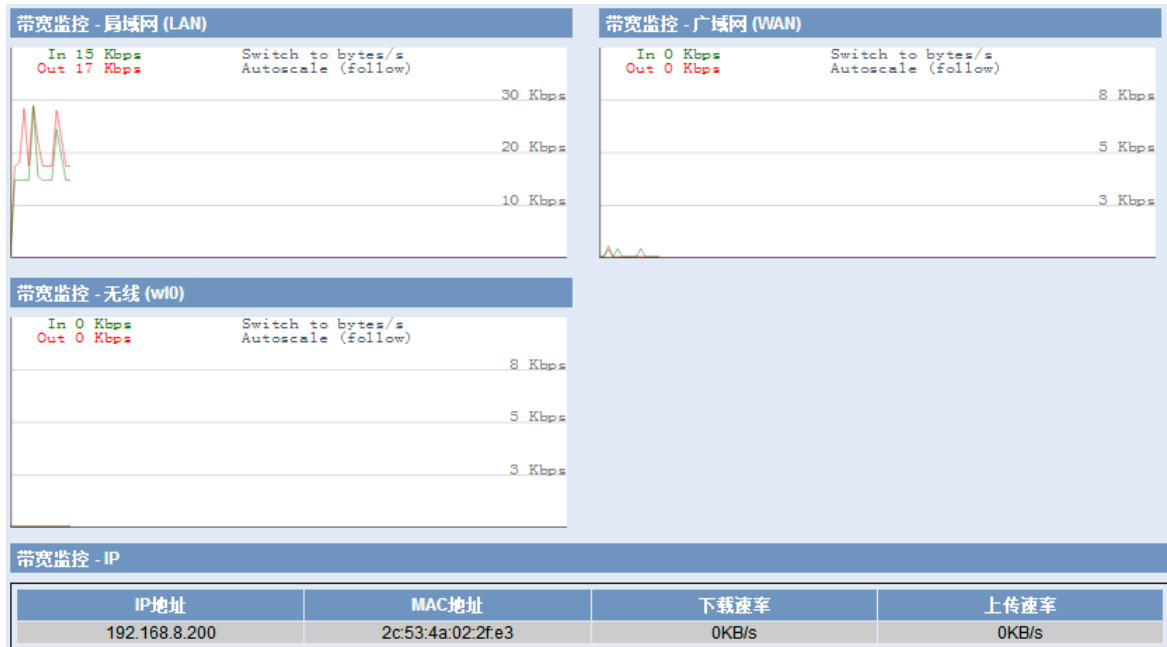 带宽监控 - 局域网 (LAN)
In 15 Kbps Switch to bytes/s
Out 17 Kbps Autoscale (follow)
30 Kbps
20 Kbps
10 Kbps
带宽监控 - 广域网 (WAN)
In 0 Kbps Switch to bytes/s
Out 0 Kbps Autoscale (follow)
8 Kbps
5 Kbps
3 Kbps
带宽监控 - 无线 (wl0)
In 0 Kbps Switch to bytes/s
Out 0 Kbps Autoscale (follow)
8 Kbps
5 Kbps
3 Kbps
带宽监控 - IP
IP地址 MAC地址 下载速率 上传速率
192.168.8.200 2c:53:4a:02:2f:e3 0KB/s 0KB/s